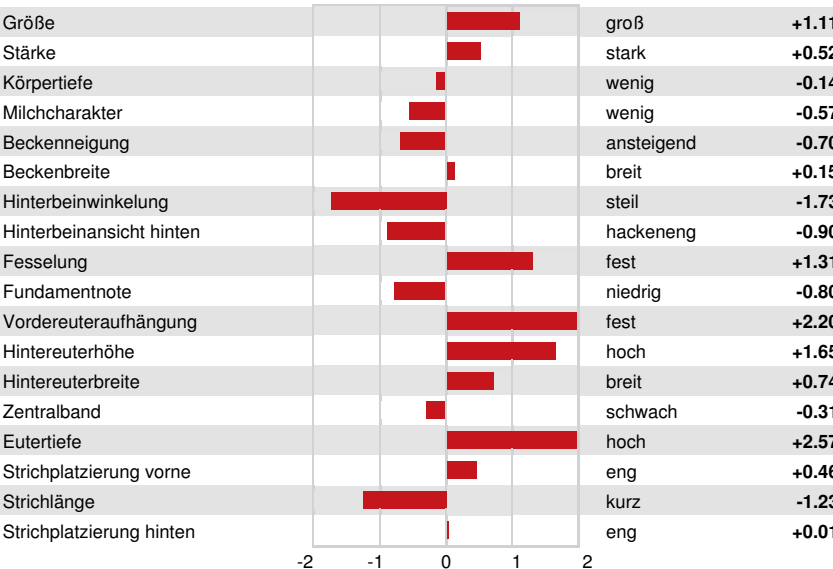 Größe groß +1.11
Stärke stark +0.52
Körpertiefe wenig -0.14
Milchcharakter wenig -0.57
Beckenneigung ansteigend -0.70
Beckenbreite breit +0.15
Hinterbeinwinkelung steil -1.73
Hinterbeinansicht hinten hackeneng -0.90
Fesselung fest +1.31
Fundamentnote niedrig -0.80
Vordereuteraufhängung fest +2.20
Hintereuterhöhe hoch +1.65
Hintereuterbreite breit +0.74
Zentralband schwach -0.31
Eutertiefe hoch +2.57
Strichplatzierung vorne eng +0.46
Strichlänge kurz -1.23
Strichplatzierung hinten eng +0.01
-2 -1 0 1 2